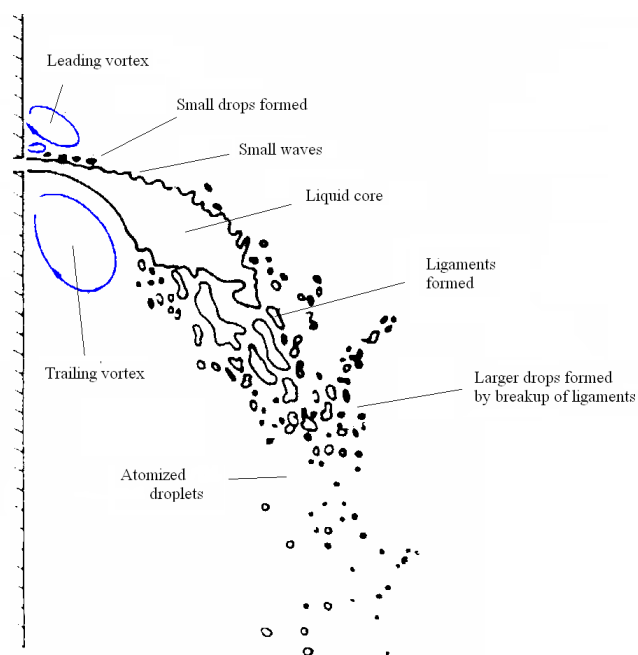 Leading vortex
Small drops formed
Small waves
Liquid core
Ligaments
formed
Trailing vortex
Larger drops formed
by breakup of ligaments
Atomized
droplets